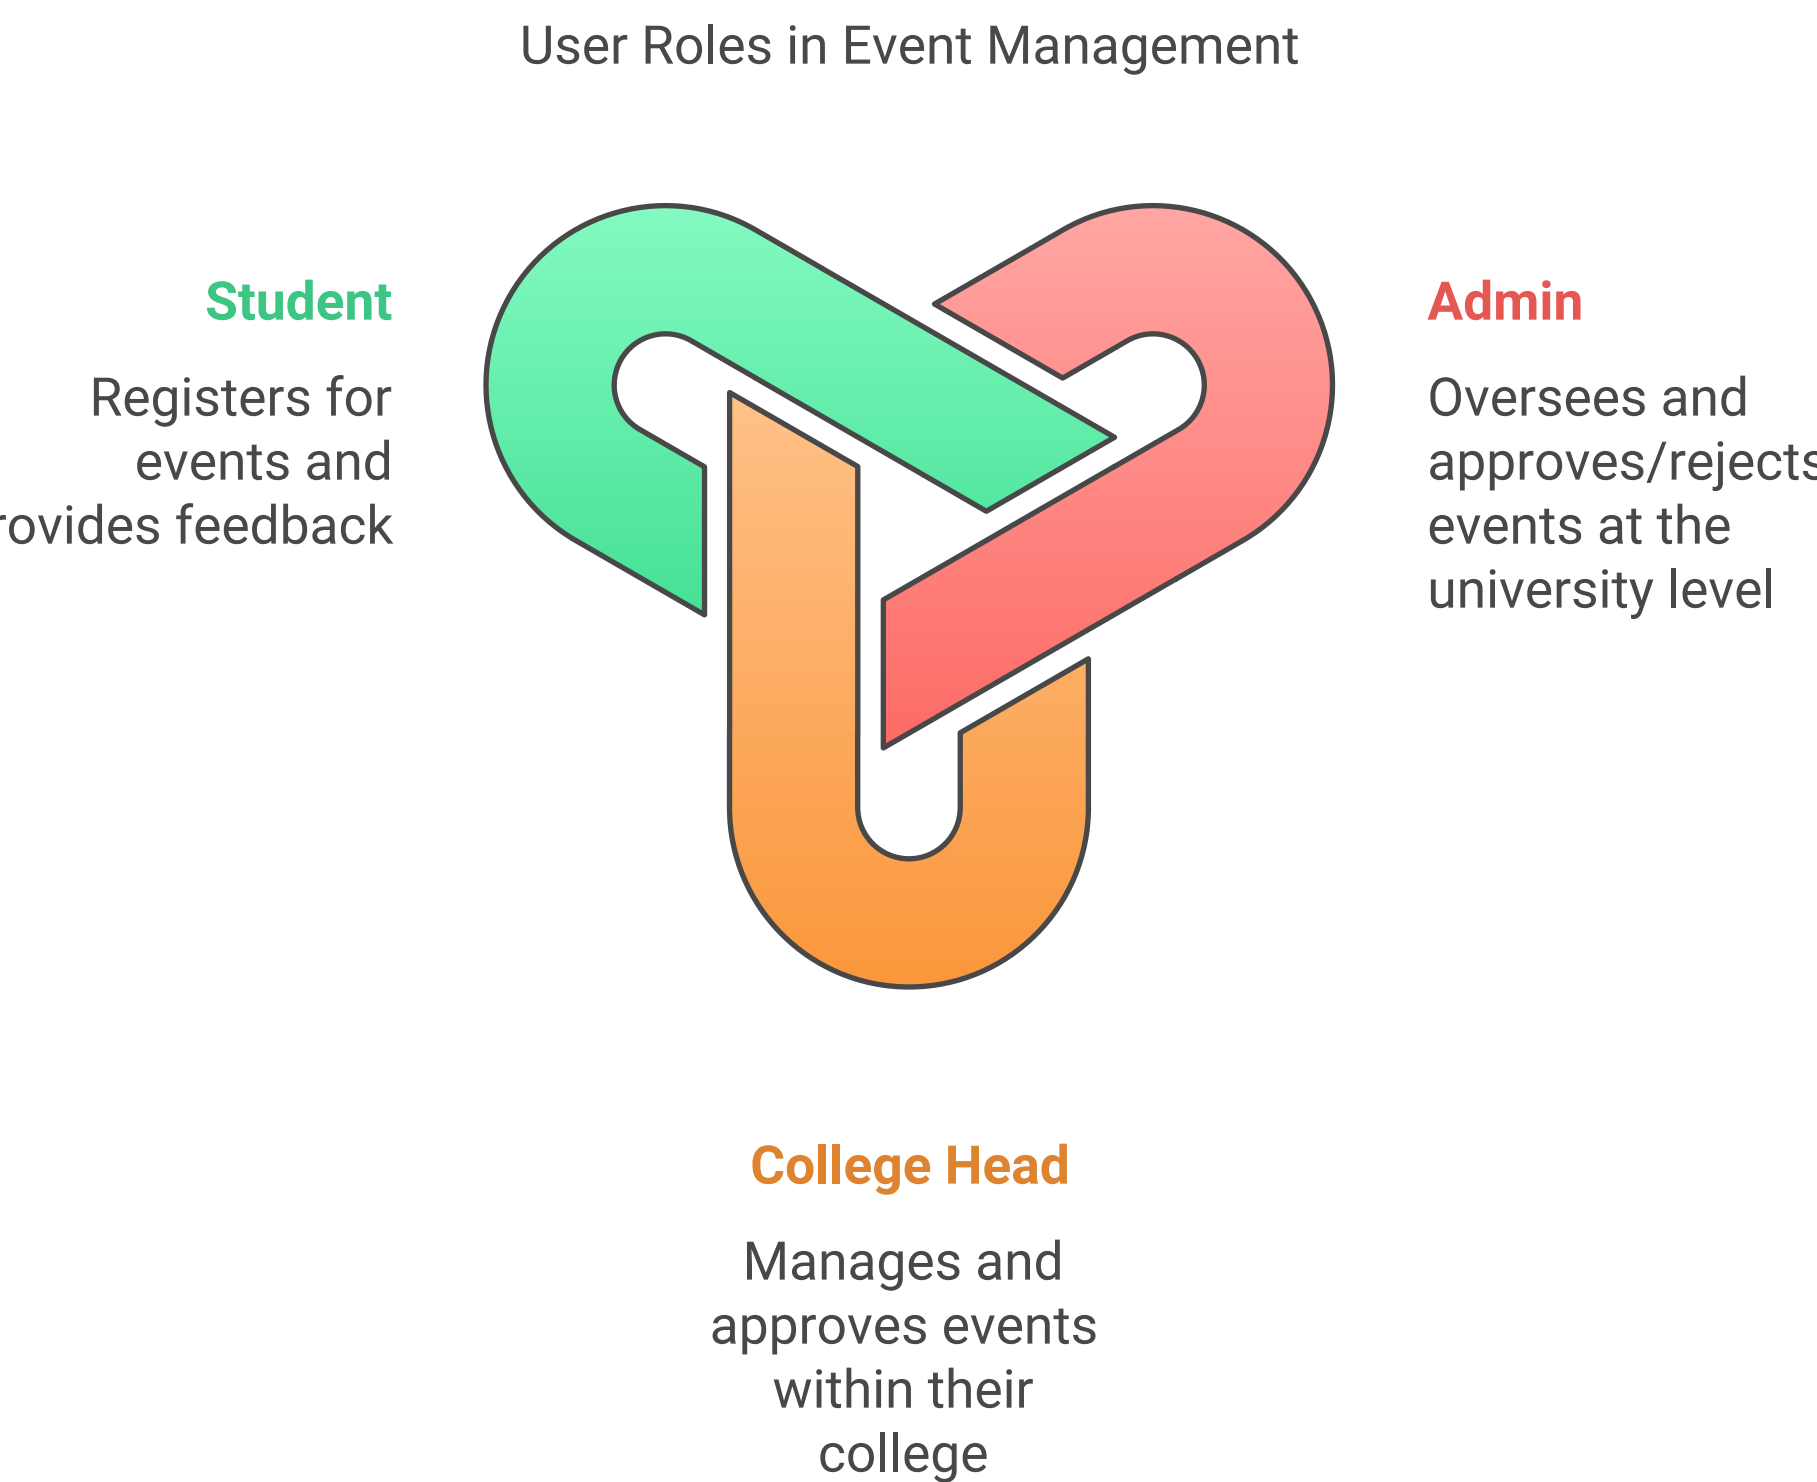 User Roles in Event Management
Student
Registers for
events and
rovides feedback
Admin
Oversees and
approves/rejects
events at the
university level
College Head
Manages and
approves events
within their
college